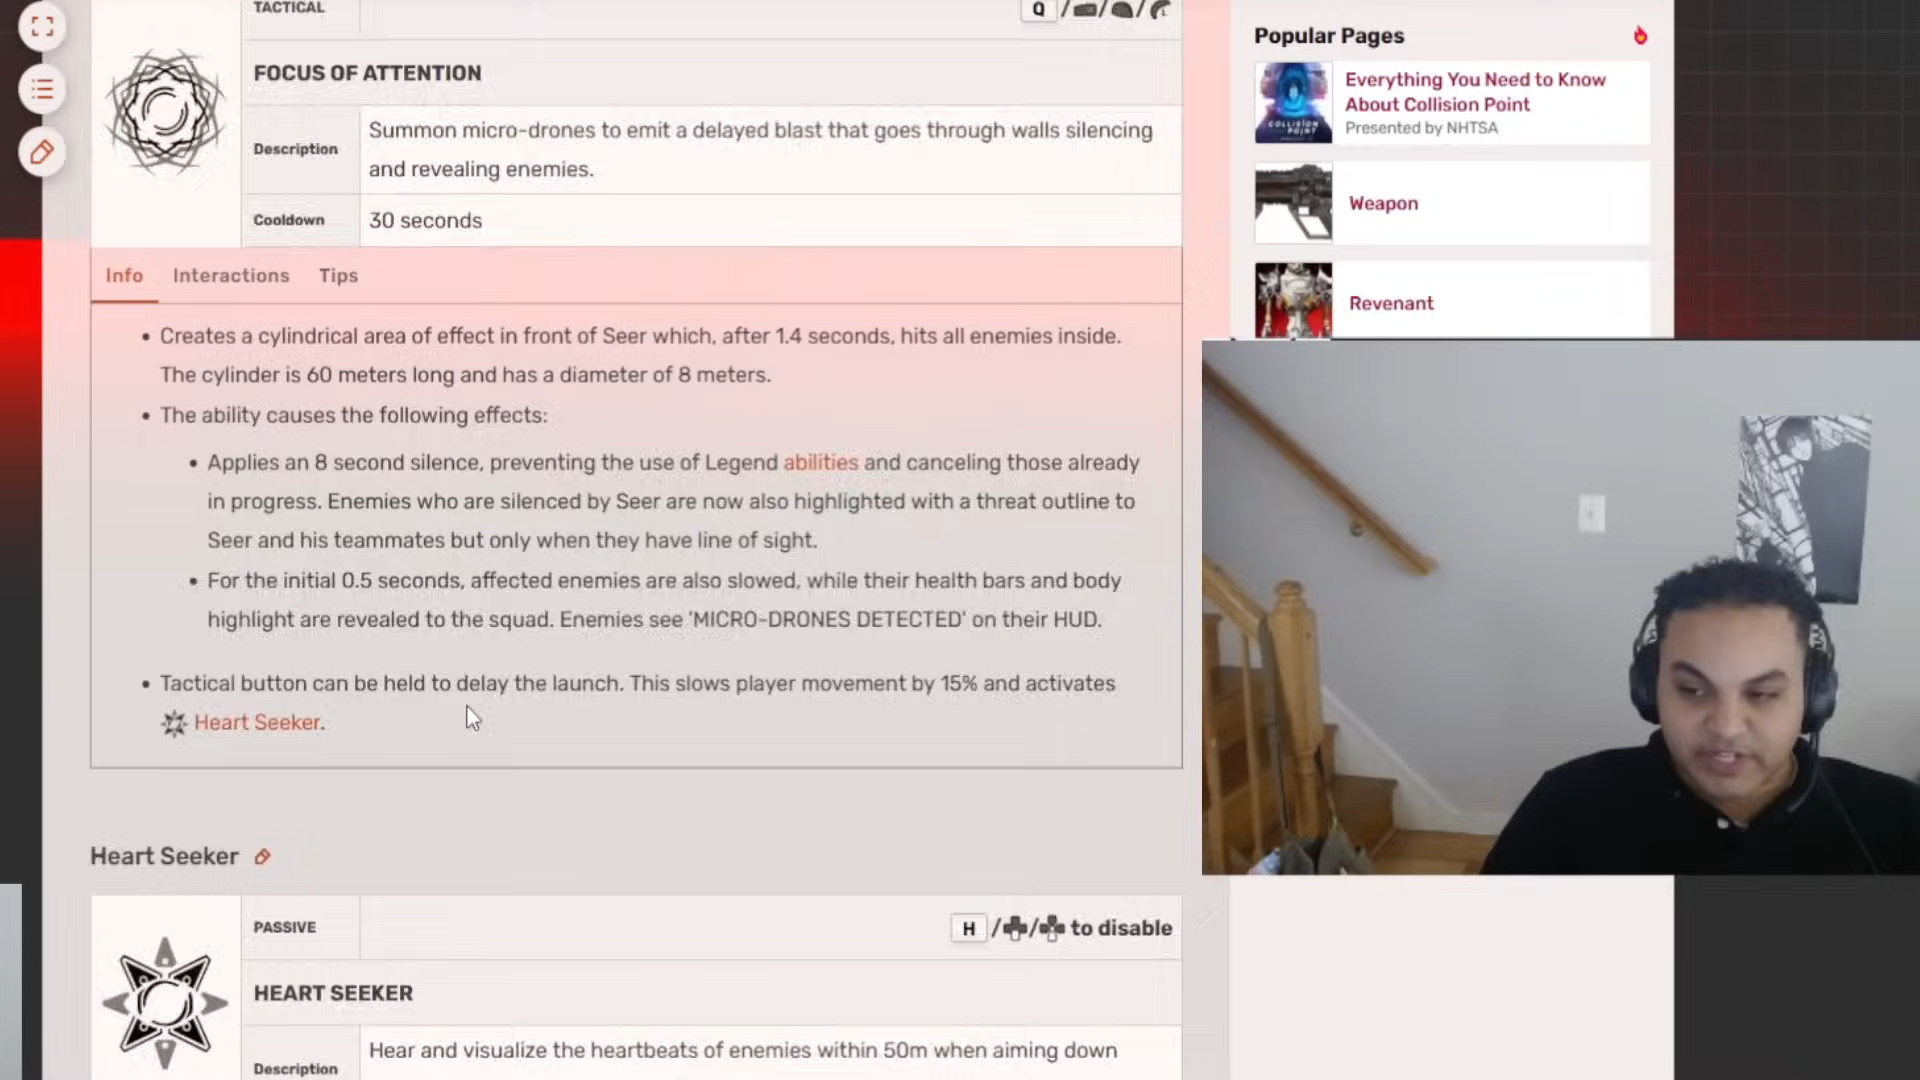 TACTICAL
Q / / /
FOCUS OF ATTENTION
Description
Summon micro-drones to emit a delayed blast that goes through walls silencing
and revealing enemies.
Cooldown
30 seconds
Info Interactions Tips
• Creates a cylindrical area of effect in front of Seer which, after 1.4 seconds, hits all enemies inside.
The cylinder is 60 meters long and has a diameter of 8 meters.
• The ability causes the following effects:
• Applies an 8 second silence, preventing the use of Legend abilities and canceling those already
in progress. Enemies who are silenced by Seer are now also highlighted with a threat outline to
Seer and his teammates but only when they have line of sight.
• For the initial 0.5 seconds, affected enemies are also slowed, while their health bars and body
highlight are revealed to the squad. Enemies see 'MICRO-DRONES DETECTED' on their HUD.
• Tactical button can be held to delay the launch. This slows player movement by 15% and activates
Heart Seeker.
Heart Seeker
PASSIVE
H / / to disable
HEART SEEKER
Description
Hear and visualize the heartbeats of enemies within 50m when aiming down
Popular Pages
COLLISION
POINT
Everything You Need to Know
About Collision Point
Presented by NHTSA
Weapon
Revenant